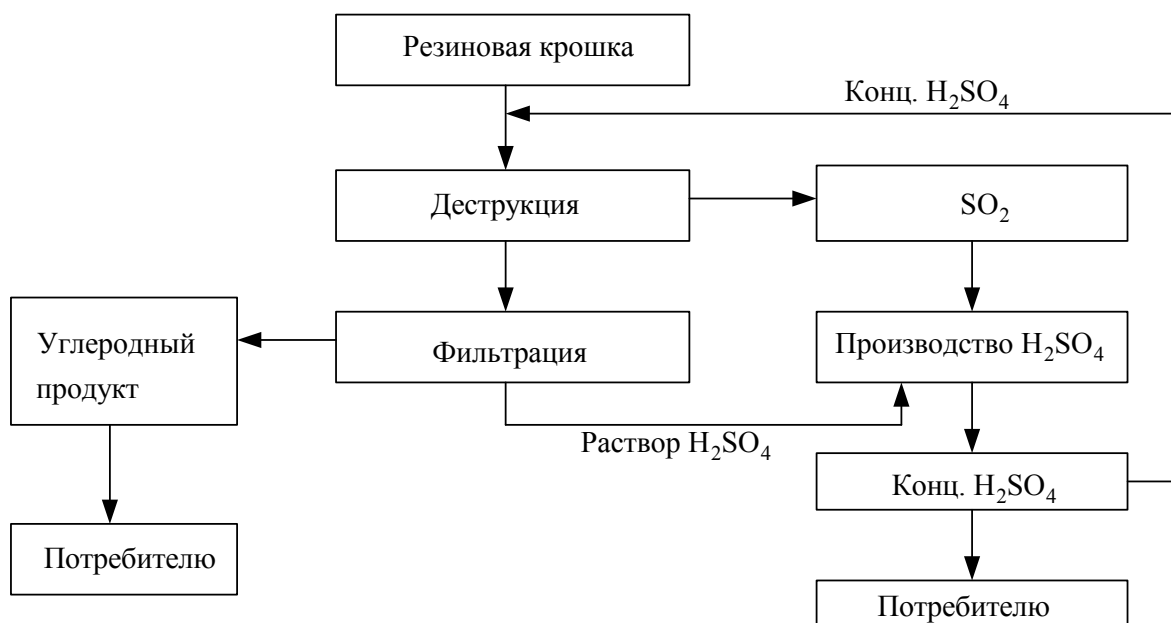 Резиновая крошка
Конц. H₂SO₄
Деструкция
SO₂
Углеродный
продукт
Фильтрация
Производство H₂SO₄
Раствор H₂SO₄
Конц. H₂SO₄
Потребителю
Потребителю